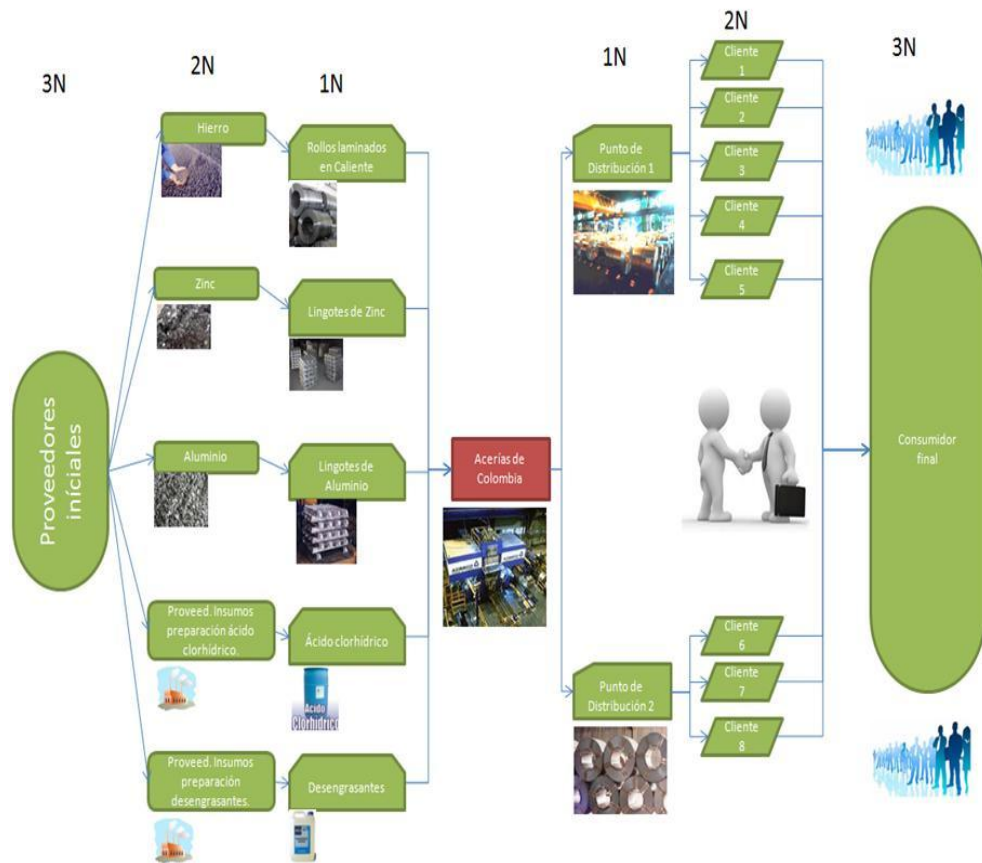 3N
2N
1N
1N
2N
3N
Proveedores
iníciales
Hierro
Zinc
Aluminio
Proveed. Insumos
preparación ácido
clorhídrico.
Proveed. Insumos
preparación
desengrasantes.
Rollos laminados
en Caliente
Lingotes de Zinc
Lingotes de
Aluminio
Ácido clorhídrico
Acido
Clorhídrico
Desengrasantes
Acerías de
Colombia
Punto de
Distribución 1
Punto de
Distribución 2
Cliente
1
Cliente
2
Cliente
3
Cliente
4
Cliente
5
Cliente
6
Cliente
7
Cliente
8
Consumidor
final